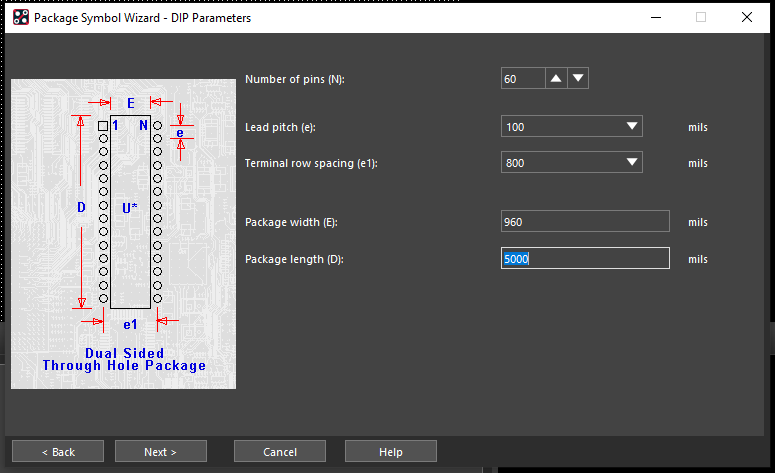 Package Symbol Wizard - DIP Parameters
Number of pins (N): 60
Lead pitch (e): 100 mils
Terminal row spacing (e1): 800 mils
Package width (E): 960 mils
Package length (D): 5000 mils
E
1 N
e
D
U*
e1
Dual Sided
Through Hole Package
< Back Next > Cancel Help